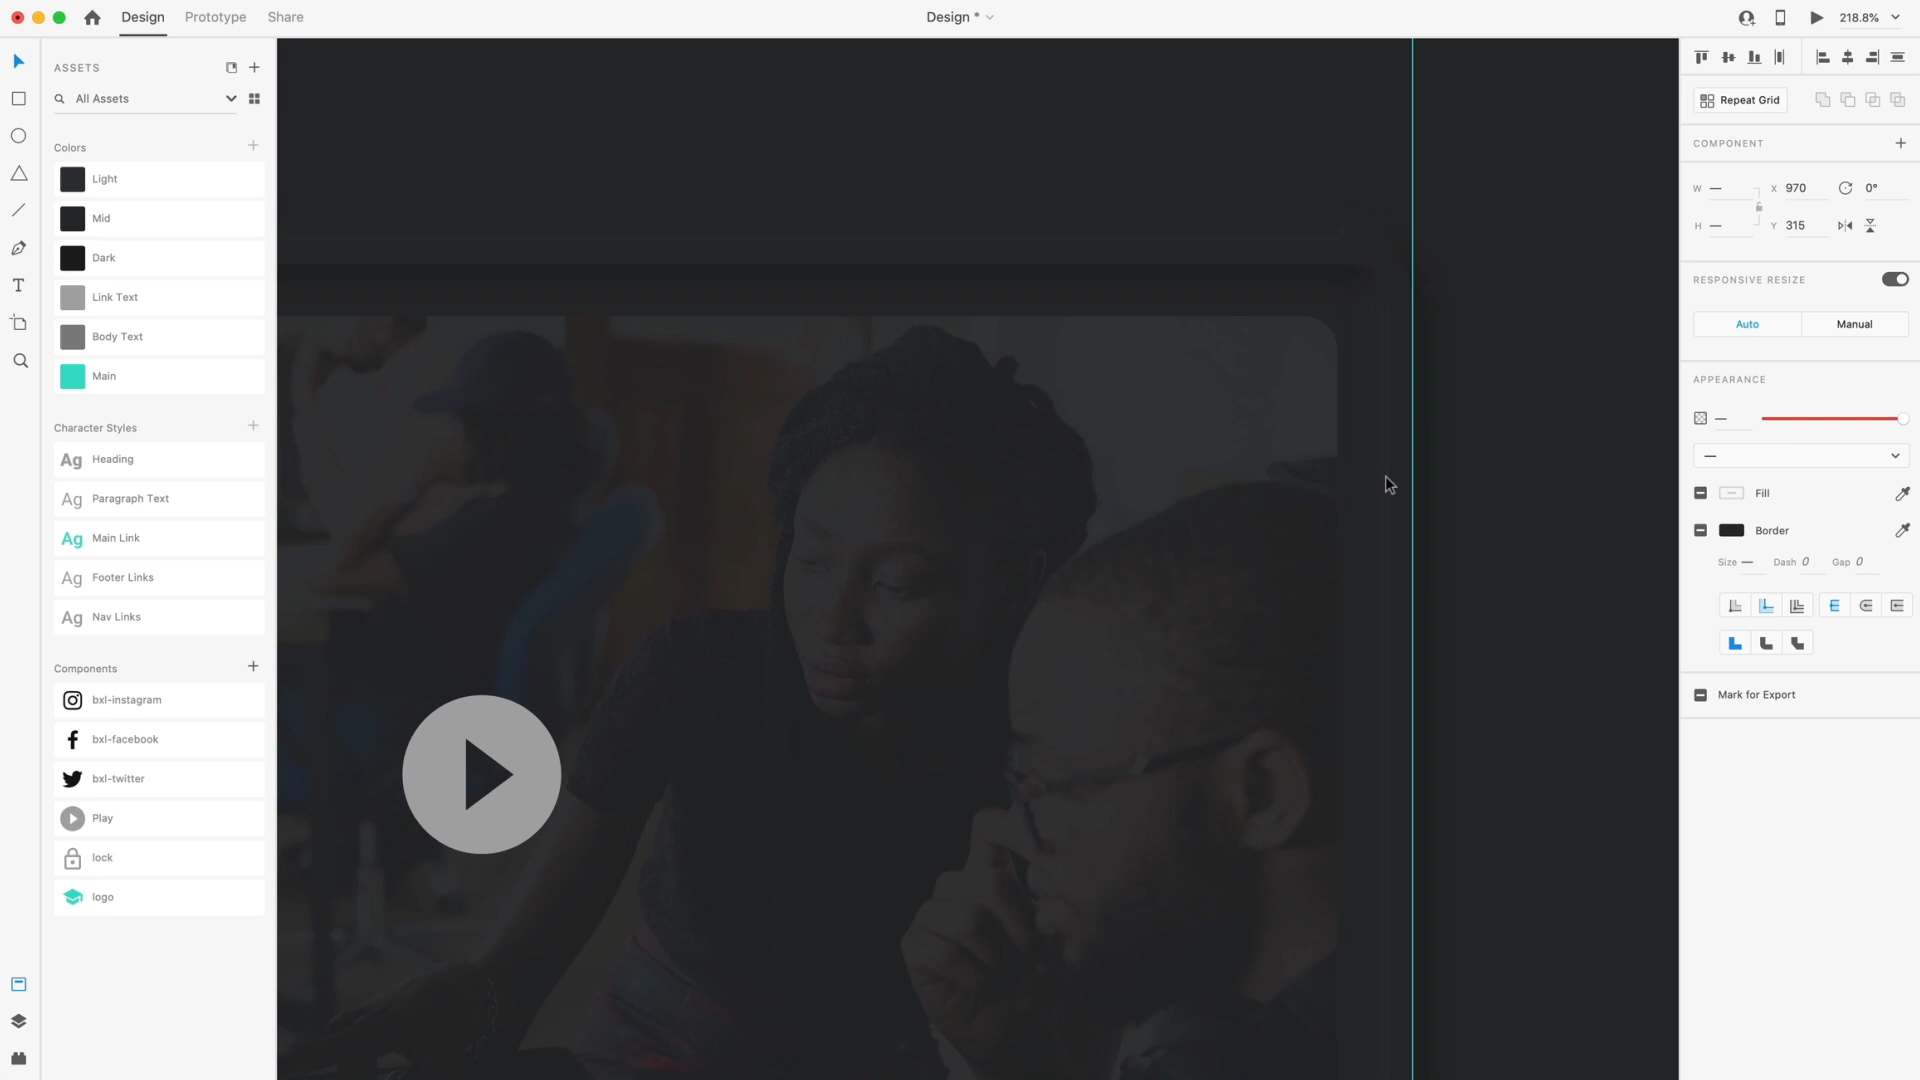 Design
Prototype
Share
Design *
218.8%
ASSETS
All Assets
Colors
Light
Mid
Dark
Link Text
Body Text
Main
Character Styles
Ag Heading
Ag Paragraph Text
Ag Main Link
Ag Footer Links
Ag Nav Links
Components
bxl-instagram
bxl-facebook
bxl-twitter
Play
lock
logo
Repeat Grid
COMPONENT
W — X 970 0°
H — Y 315
RESPONSIVE RESIZE
Auto Manual
APPEARANCE
—
—
Fill
Border
Size — Dash 0 Gap 0
Mark for Export